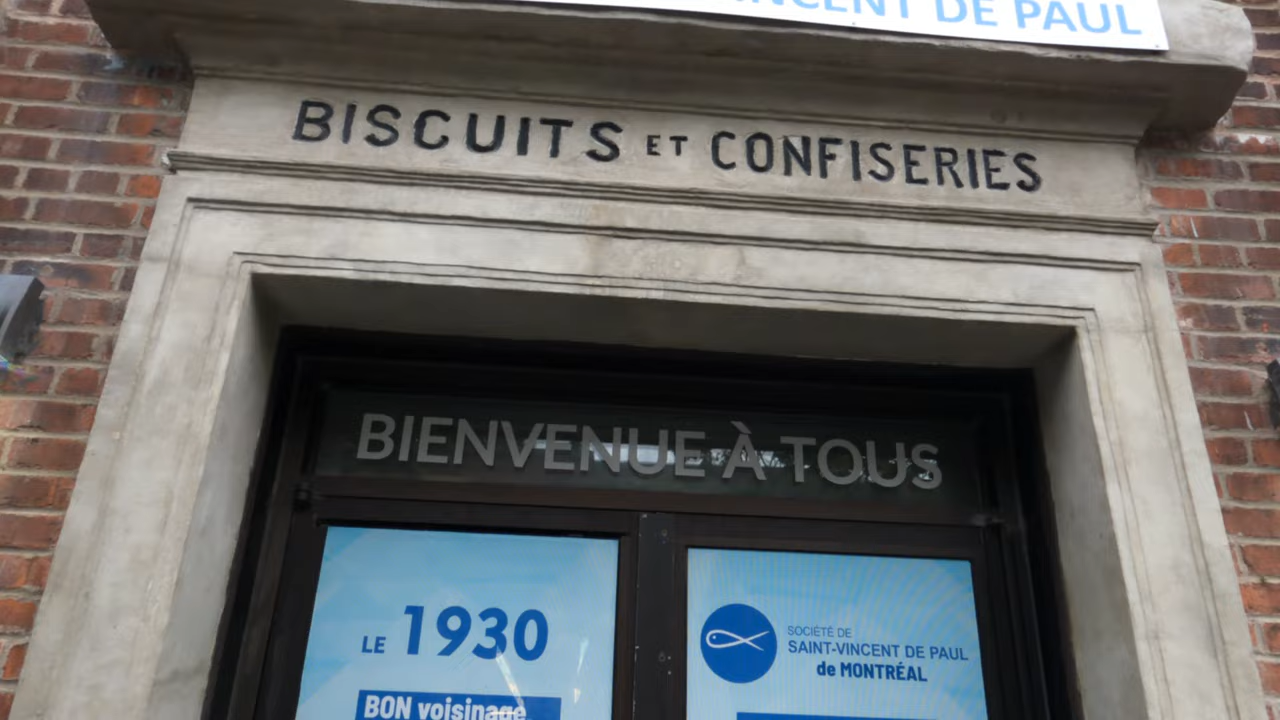 DE PAUL
BISCUITS ET CONFISERIES
BIENVENUE À TOUS
LE 1930
BON voisinage
SOCIÉTÉ DE
SAINT-VINCENT DE PAUL
de MONTRÉAL